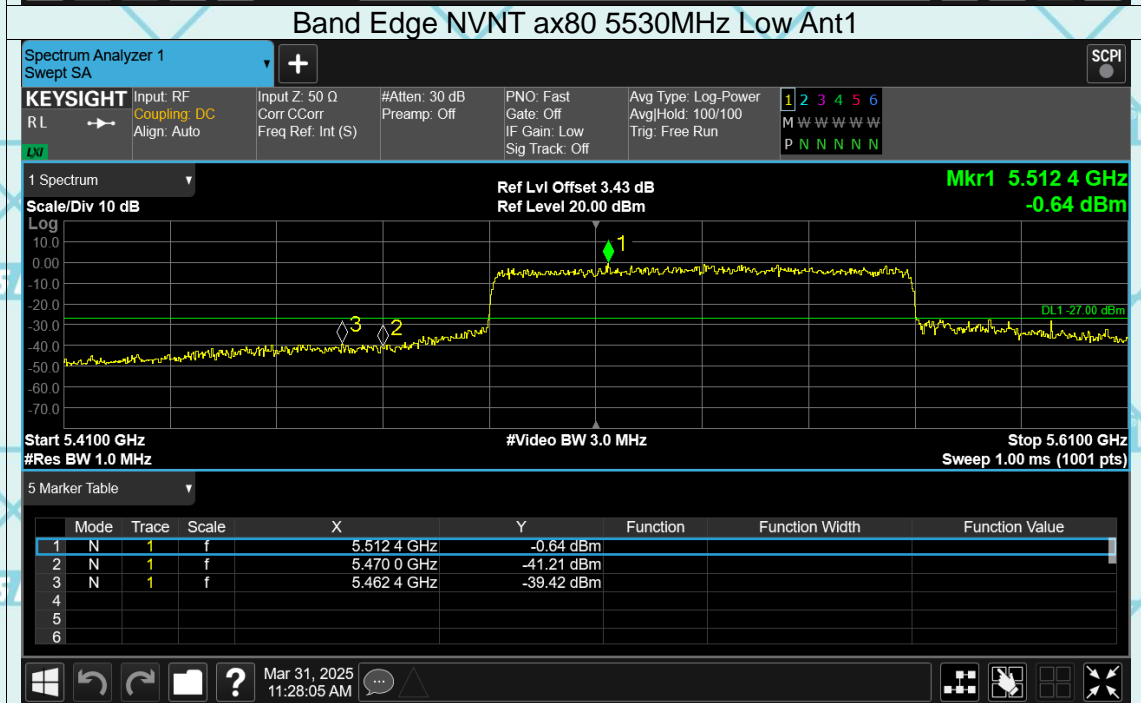 Band Edge NVNT ax80 5530MHz Low Ant1
Spectrum Analyzer 1
Swept SA
SCPI
KEYSIGHT
RL
LXI
Input: RF
Coupling: DC
Align: Auto
Input Z: 50 Ω
Corr CCorr
Freq Ref: Int (S)
#Atten: 30 dB
Preamp: Off
PNO: Fast
Gate: Off
IF Gain: Low
Sig Track: Off
Avg Type: Log-Power
Avg|Hold: 100/100
Trig: Free Run
1 2 3 4 5 6
M W W W W W
P N N N N N
1 Spectrum
Scale/Div 10 dB
Ref Lvl Offset 3.43 dB
Ref Level 20.00 dBm
Mkr1 5.512 4 GHz
-0.64 dBm
Log
10.0
0.00
-10.0
-20.0
-30.0
-40.0
-50.0
-60.0
-70.0
1
3
2
DL1 -27.00 dBm
Start 5.4100 GHz
#Res BW 1.0 MHz
#Video BW 3.0 MHz
Stop 5.6100 GHz
Sweep 1.00 ms (1001 pts)
5 Marker Table
Mode Trace Scale X Y Function Function Width Function Value
1 N 1 f 5.512 4 GHz -0.64 dBm
2 N 1 f 5.470 0 GHz -41.21 dBm
3 N 1 f 5.462 4 GHz -39.42 dBm
4
5
6
Mar 31, 2025
11:28:05 AM